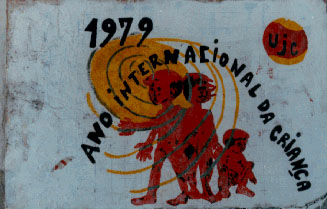 1979
UJC
ANO INTERNACIONAL DA CRIANÇA